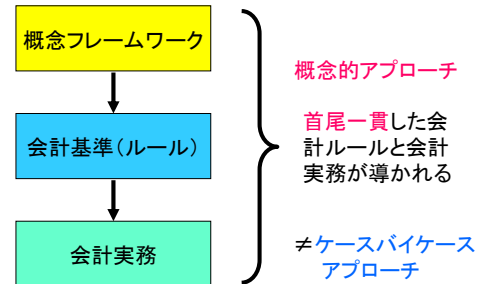 概念フレームワーク
会計基準（ルール）
会計実務
概念的アプローチ
首尾一貫した会
計ルールと会計
実務が導かれる
≠ケースバイケース
アプローチ